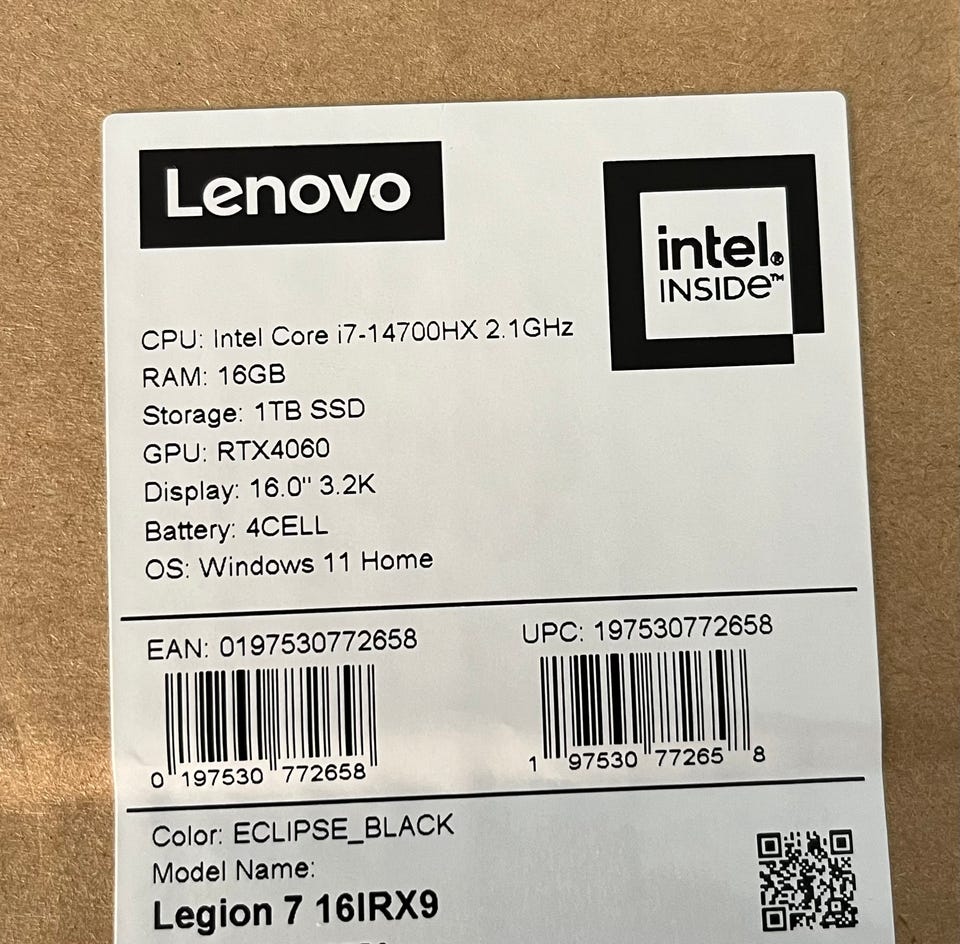 Lenovo
intel.
INSIDe™
CPU: Intel Core i7-14700HX 2.1GHz
RAM: 16GB
Storage: 1TB SSD
GPU: RTX4060
Display: 16.0" 3.2K
Battery: 4CELL
OS: Windows 11 Home
EAN: 0197530772658
0 197530 772658
UPC: 197530772658
1 97530 77265 8
Color: ECLIPSE_BLACK
Model Name:
Legion 7 16IRX9